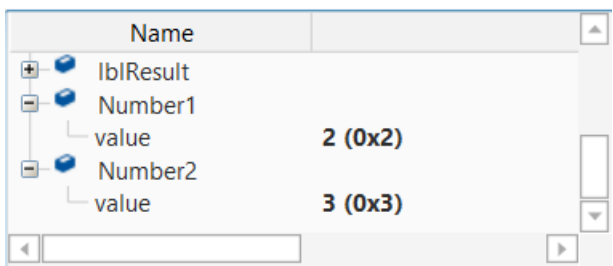 Name
lblResult
Number1
value 2 (0x2)
Number2
value 3 (0x3)